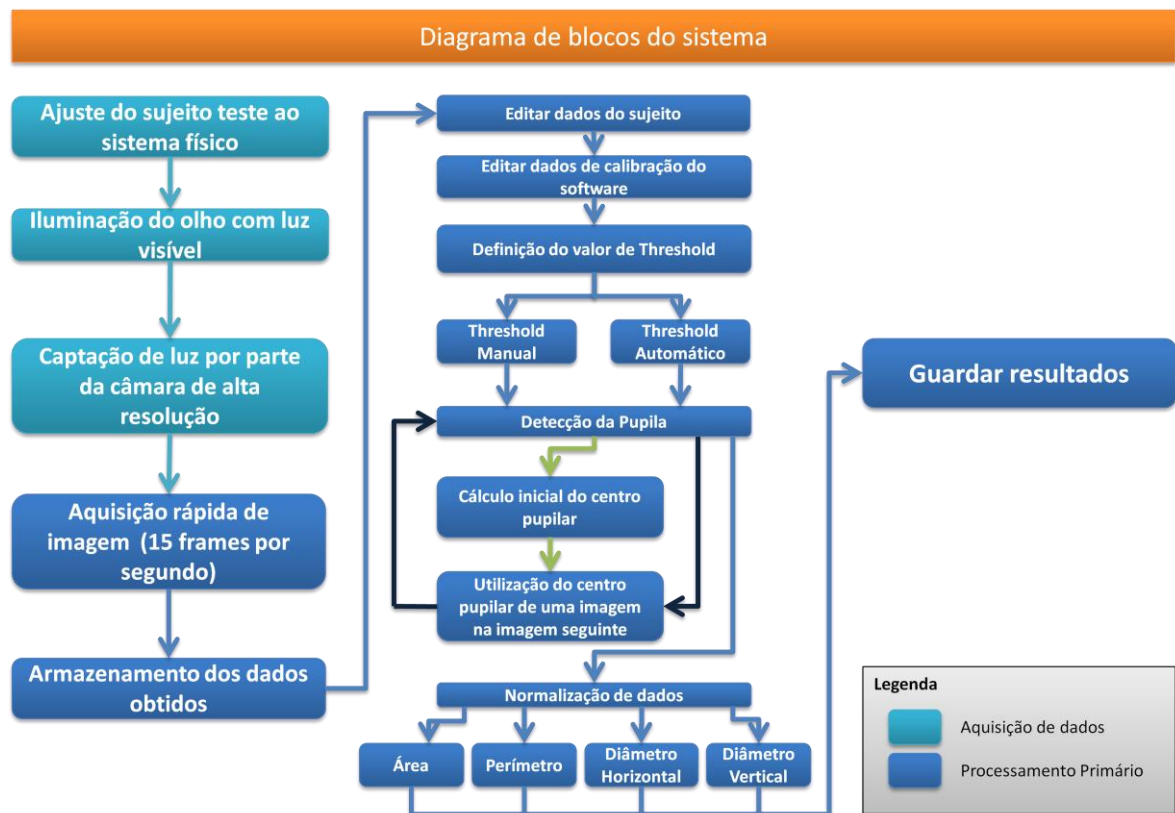 Diagrama de blocos do sistema
Ajuste do sujeito teste ao
sistema físico
Iluminação do olho com luz
visível
Captação de luz por parte
da câmara de alta
resolução
Aquisição rápida de
imagem (15 frames por
segundo)
Armazenamento dos dados
obtidos
Editar dados do sujeito
Editar dados de calibração do
software
Definição do valor de Threshold
Threshold
Manual
Threshold
Automático
Detecção da Pupila
Cálculo inicial do centro
pupilar
Utilização do centro
pupilar de uma imagem
na imagem seguinte
Normalização de dados
Área
Perímetro
Diâmetro
Horizontal
Diâmetro
Vertical
Guardar resultados
Legenda
Aquisição de dados
Processamento Primário